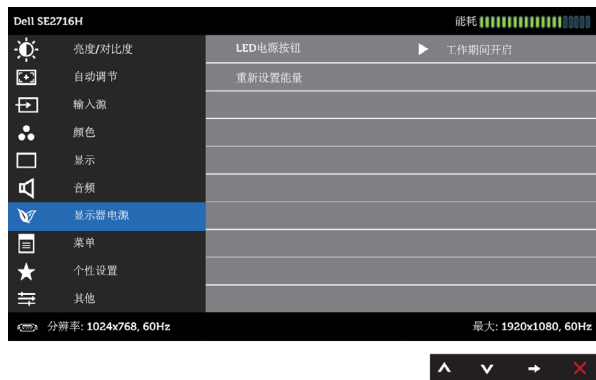 Dell SE2716H 能耗
亮度/对比度 LED电源按钮 工作期间开启
自动调节 重新设置能量
输入源
颜色
显示
音频
显示器电源
菜单
个性设置
其他
分辨率: 1024x768, 60Hz 最大: 1920x1080, 60Hz